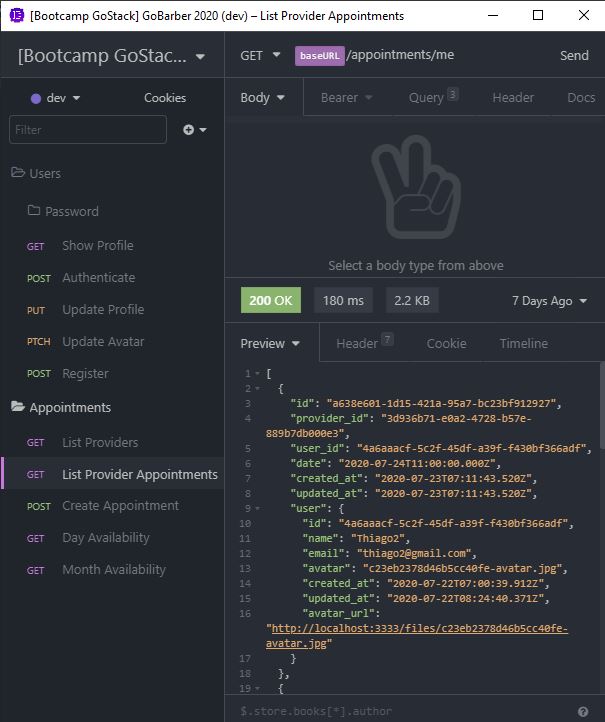 [Bootcamp GoStack] GoBarber 2020 (dev) – List Provider Appointments
[Bootcamp GoStac...
GET
baseURL/appointments/me
Send
dev
Cookies
Body
Bearer
Query 3
Header
Docs
Filter
Users
Password
GET Show Profile
POST Authenticate
PUT Update Profile
PTCH Update Avatar
POST Register
Appointments
GET List Providers
GET List Provider Appointments
POST Create Appointment
GET Day Availability
GET Month Availability
Select a body type from above
200 OK
180 ms
2.2 KB
7 Days Ago
Preview
Header 7
Cookie
Timeline
1 [
2 {
3 "id": "a638e601-1d15-421a-95a7-bc23bf912927",
4 "provider_id": "3d936b71-e0a2-4728-b57e-
889b7db000e3",
5 "user_id": "4a6aaacf-5c2f-45df-a39f-f430bf366adf",
6 "date": "2020-07-24T11:00:00.000Z",
7 "created_at": "2020-07-23T07:11:43.520Z",
8 "updated_at": "2020-07-23T07:11:43.520Z",
9 "user": {
10 "id": "4a6aaacf-5c2f-45df-a39f-f430bf366adf",
11 "name": "Thiago2",
12 "email": "thiago2@gmail.com",
13 "avatar": "c23eb2378d46b5cc40fe-avatar.jpg",
14 "created_at": "2020-07-22T07:00:39.912Z",
15 "updated_at": "2020-07-22T08:24:40.371Z",
16 "avatar_url":
"http://localhost:3333/files/c23eb2378d46b5cc40fe-
avatar.jpg"
17 }
18 },
19 {
$.store.books[*].author